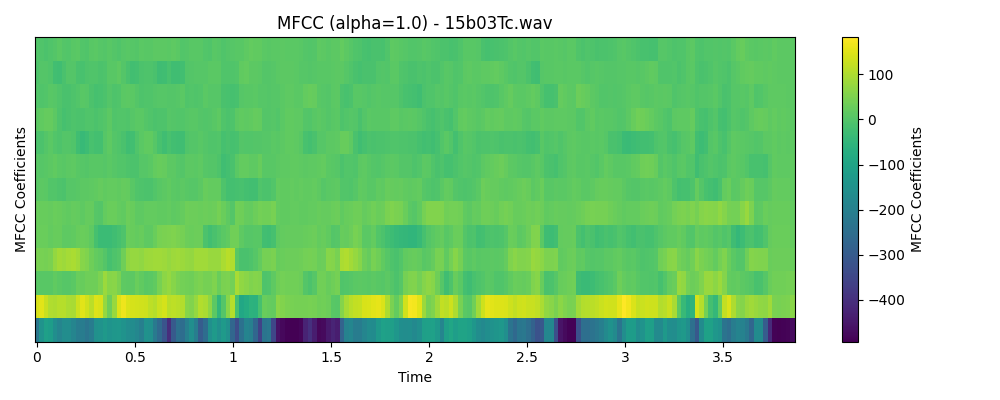 MFCC (alpha=1.0) - 15b03Tc.wav
MFCC Coefficients
0 0.5 1 1.5 2 2.5 3 3.5
Time
100
0
−100
−200
−300
−400
MFCC Coefficients